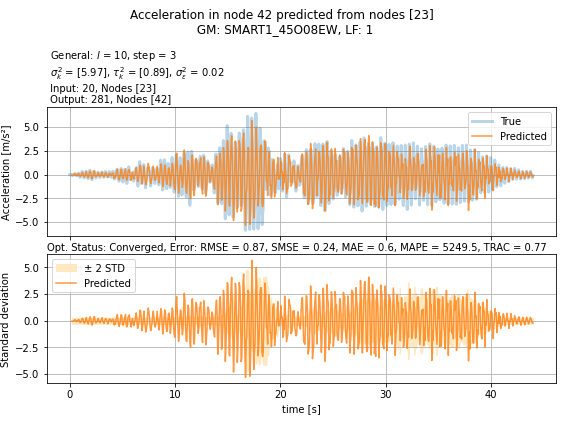 Acceleration in node 42 predicted from nodes [23]
GM: SMART1_45O08EW, LF: 1
General: l = 10, step = 3
σ²ₖ = [5.97], τ²ₖ = [0.89], σ²ε = 0.02
Input: 20, Nodes [23]
Output: 281, Nodes [42]
Acceleration [m/s²]
5.0
2.5
0.0
−2.5
−5.0
True
Predicted
Opt. Status: Converged, Error: RMSE = 0.87, SMSE = 0.24, MAE = 0.6, MAPE = 5249.5, TRAC = 0.77
Standard deviation
5.0
2.5
0.0
−2.5
−5.0
± 2 STD
Predicted
0
10
20
30
40
time [s]